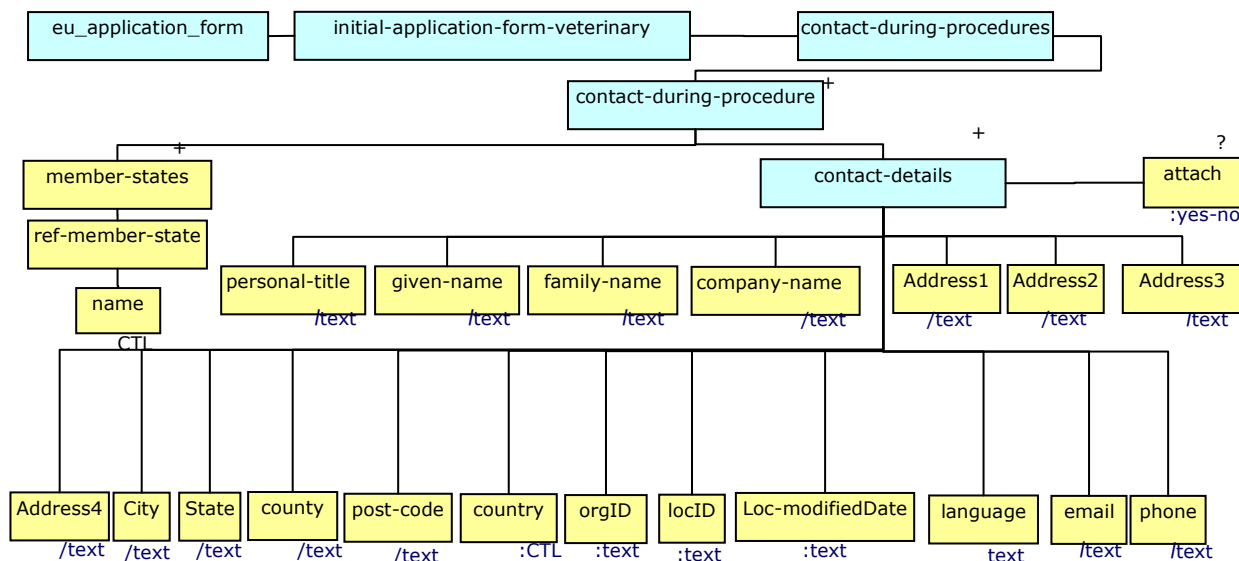 eu_application_form
initial-application-form-veterinary
contact-during-procedures
contact-during-procedure
+
+
+
?
member-states
contact-details
attach
:yes-no
ref-member-state
personal-title
given-name
family-name
company-name
Address1
Address2
Address3
/text
/text
/text
/text
/text
/text
/text
name
CTL
Address4
City
State
county
post-code
country
orgID
locID
Loc-modifiedDate
language
email
phone
/text
/text
/text
/text
/text
:CTL
:text
:text
:text
text
/text
/text